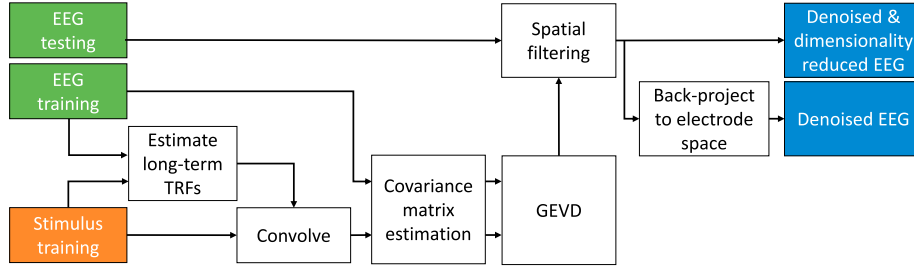 EEG
testing
Spatial
filtering
Denoised &
dimensionality
reduced EEG
EEG
training
Back-project
to electrode
space
Denoised EEG
Estimate
long-term
TRFs
Covariance
matrix
estimation
GEVD
Stimulus
training
Convolve